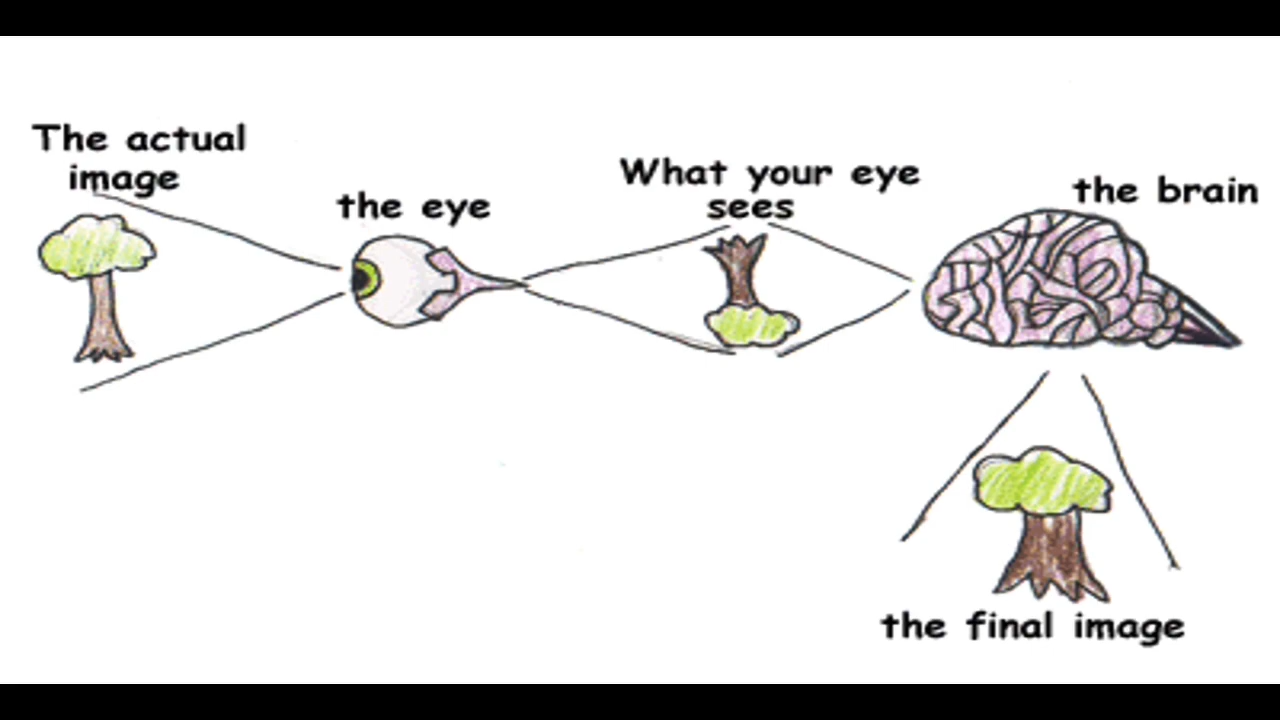 The actual
image
the eye
What your eye
sees
the brain
the final image